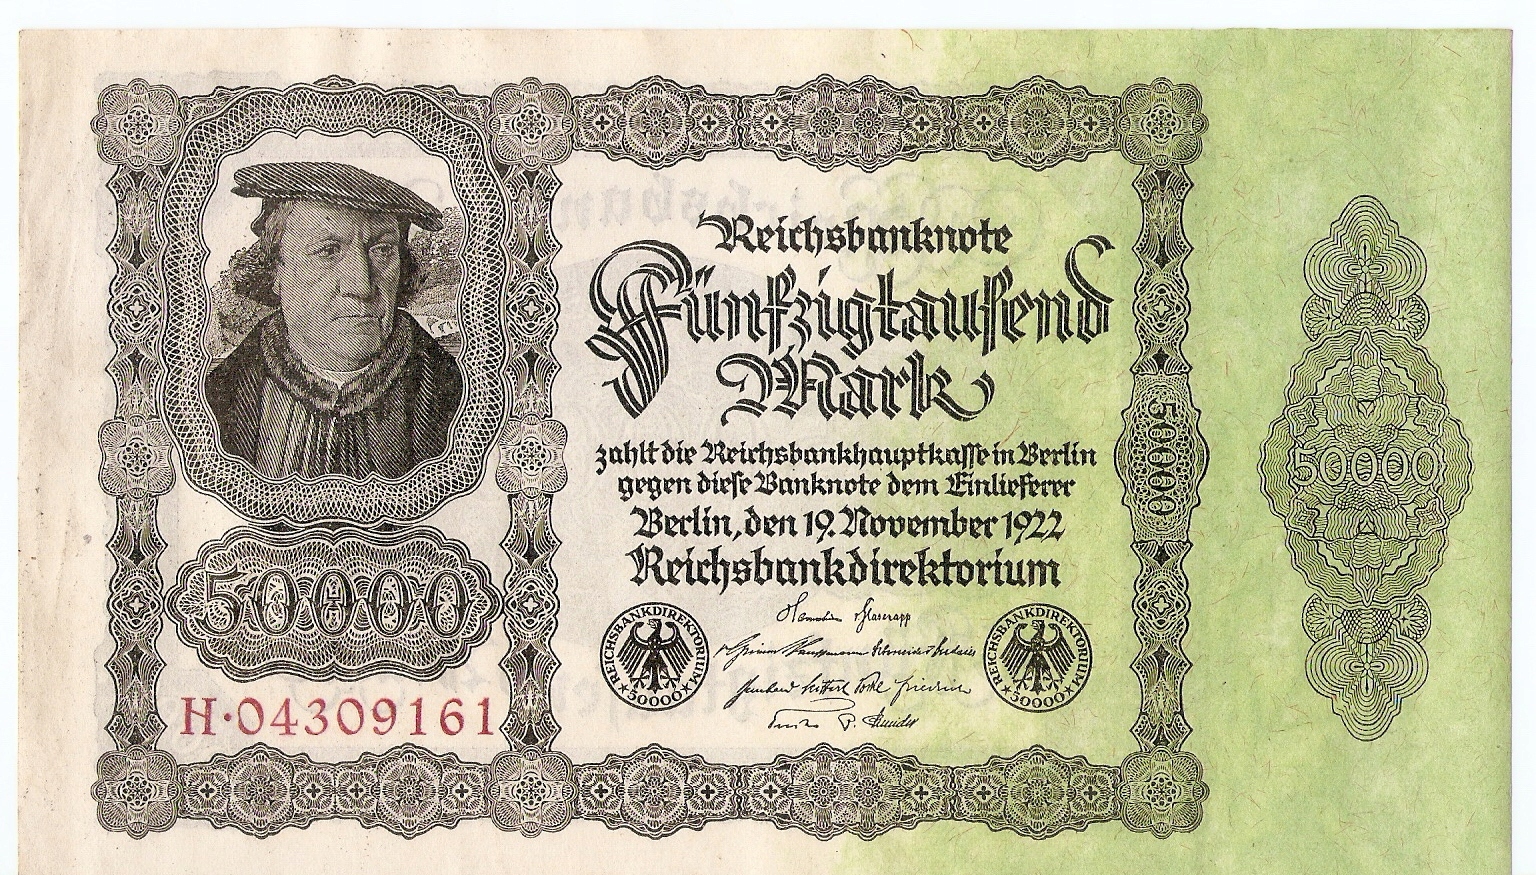 Reichsbanknote
Fünfzigtausend
Mark
zahlt die Reichsbankhauptkasse in Berlin
gegen diese Banknote dem Einlieferer
Berlin, den 19. November 1922
Reichsbankdirektorium
REICHSBANKDIREKTORIUM
50000
REICHSBANKDIREKTORIUM
50000
50000
H·04309161
50000
50000